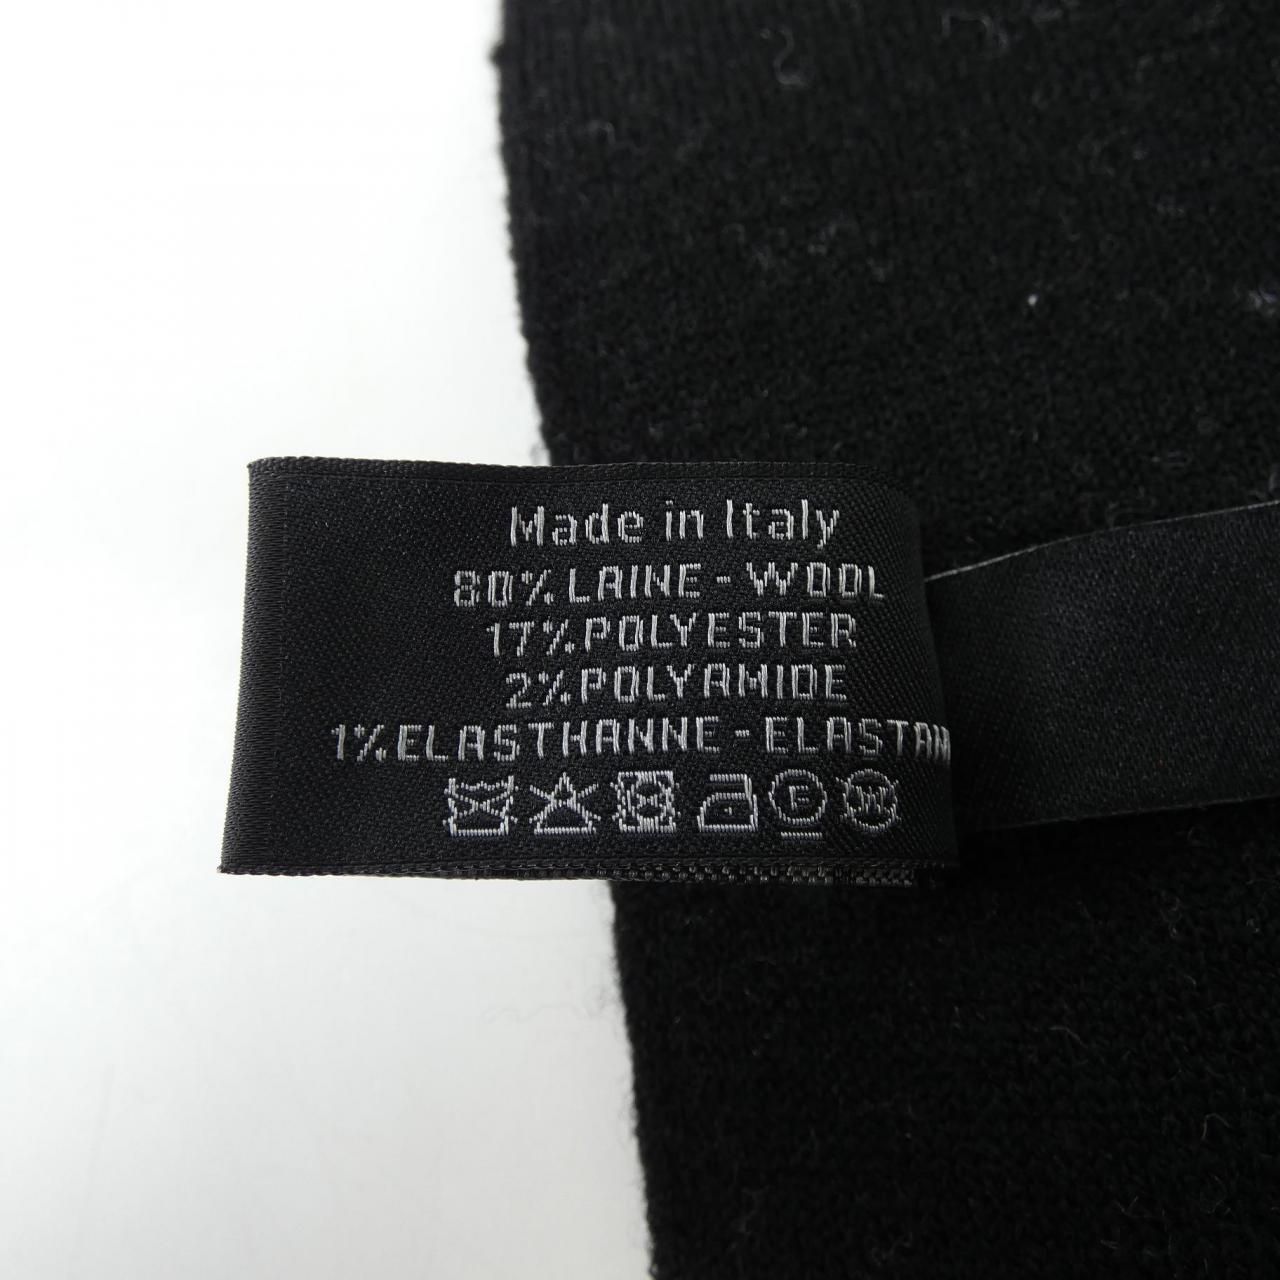 Made in Italy
80% LAINE - WOOL
17% POLYESTER
2% POLYAMIDE
1% ELASTHANNE - ELASTAN